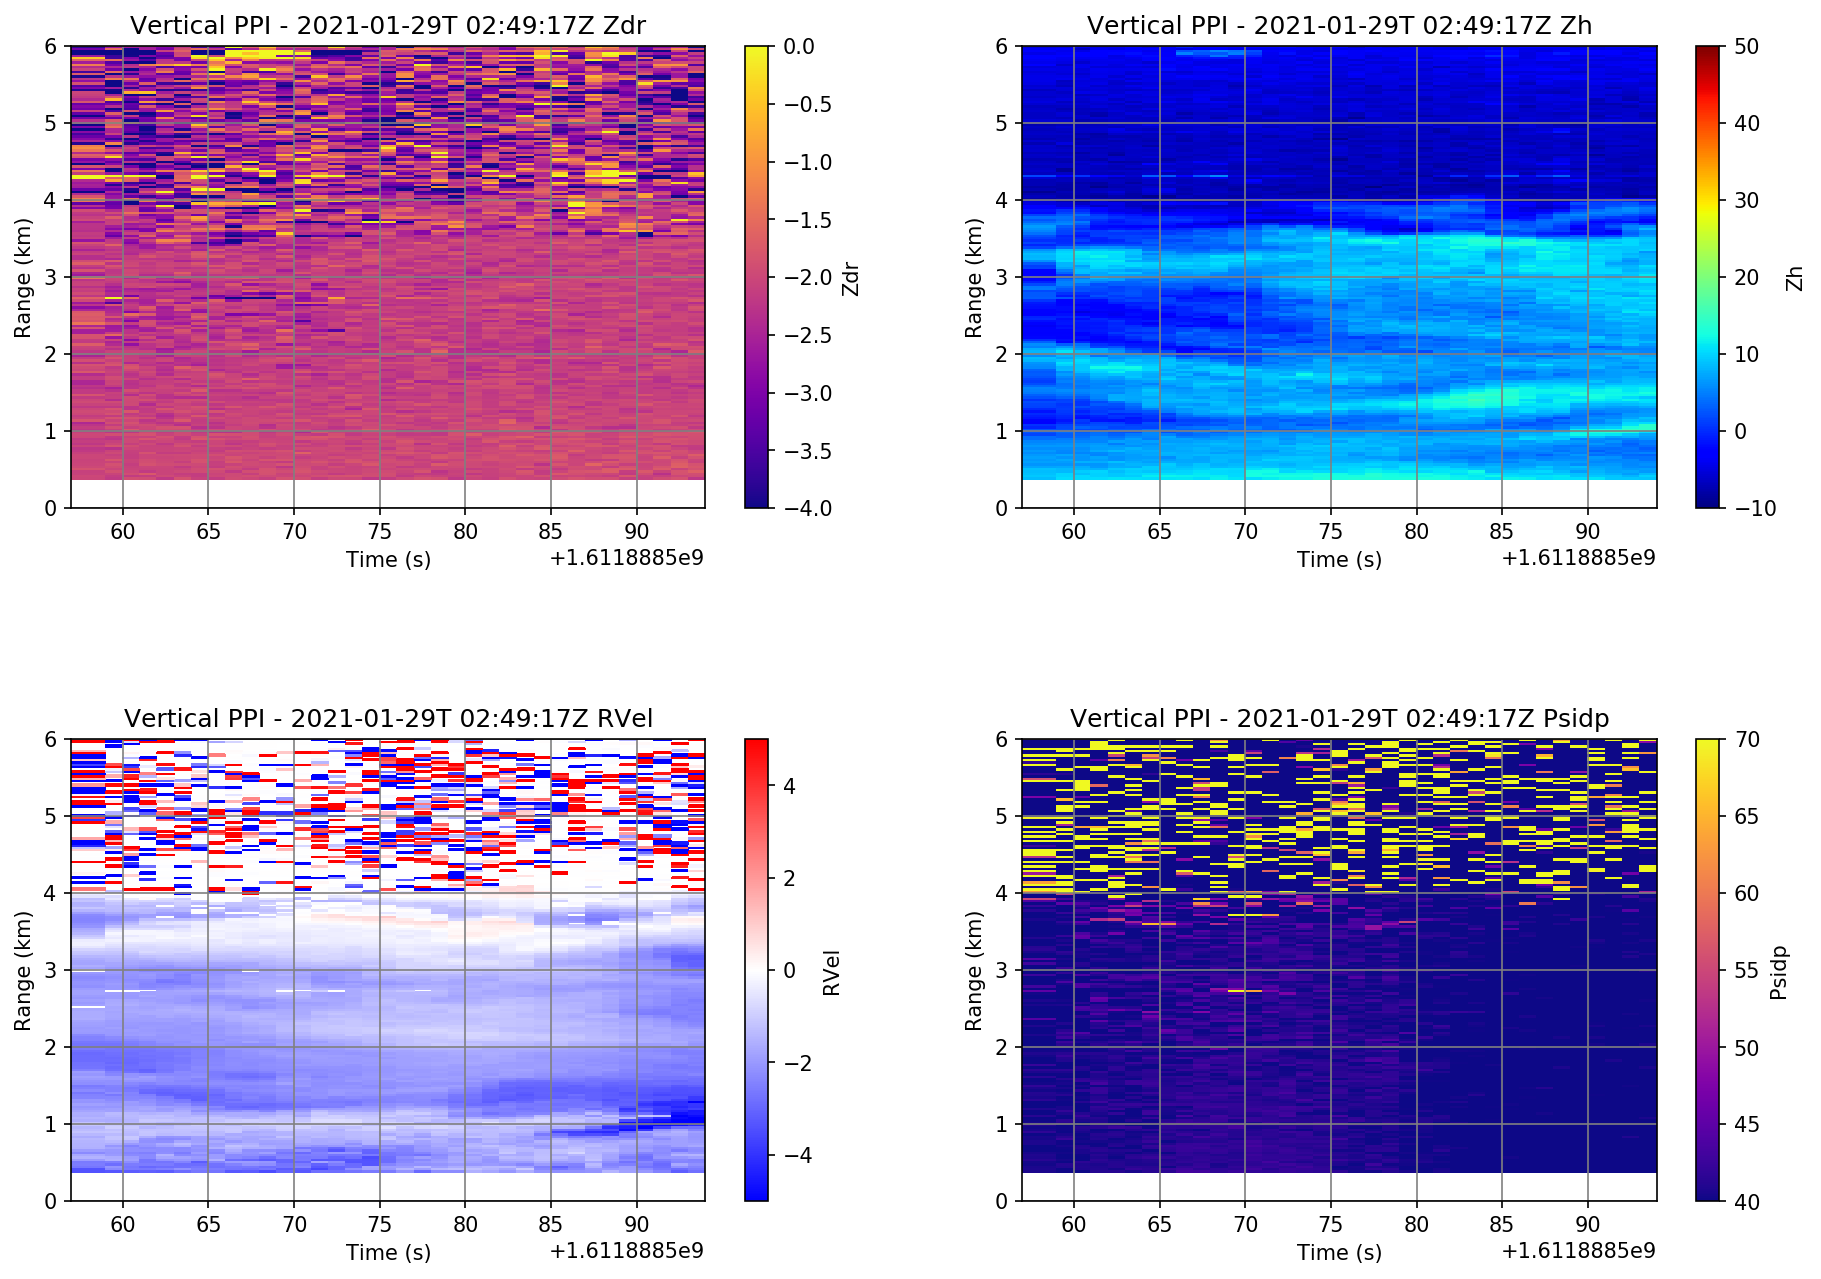 Vertical PPI - 2021-01-29T 02:49:17Z Zdr
6
5
4
3
2
1
0
Range (km)
60 65 70 75 80 85 90
Time (s)
+1.6118885e9
0.0
−0.5
−1.0
−1.5
−2.0
−2.5
−3.0
−3.5
−4.0
Zdr
Vertical PPI - 2021-01-29T 02:49:17Z Zh
6
5
4
3
2
1
0
Range (km)
60 65 70 75 80 85 90
Time (s)
+1.6118885e9
50
40
30
20
10
0
−10
Zh
Vertical PPI - 2021-01-29T 02:49:17Z RVel
6
5
4
3
2
1
0
Range (km)
60 65 70 75 80 85 90
Time (s)
+1.6118885e9
4
2
0
−2
−4
RVel
Vertical PPI - 2021-01-29T 02:49:17Z Psidp
6
5
4
3
2
1
0
Range (km)
60 65 70 75 80 85 90
Time (s)
+1.6118885e9
70
65
60
55
50
45
40
Psidp